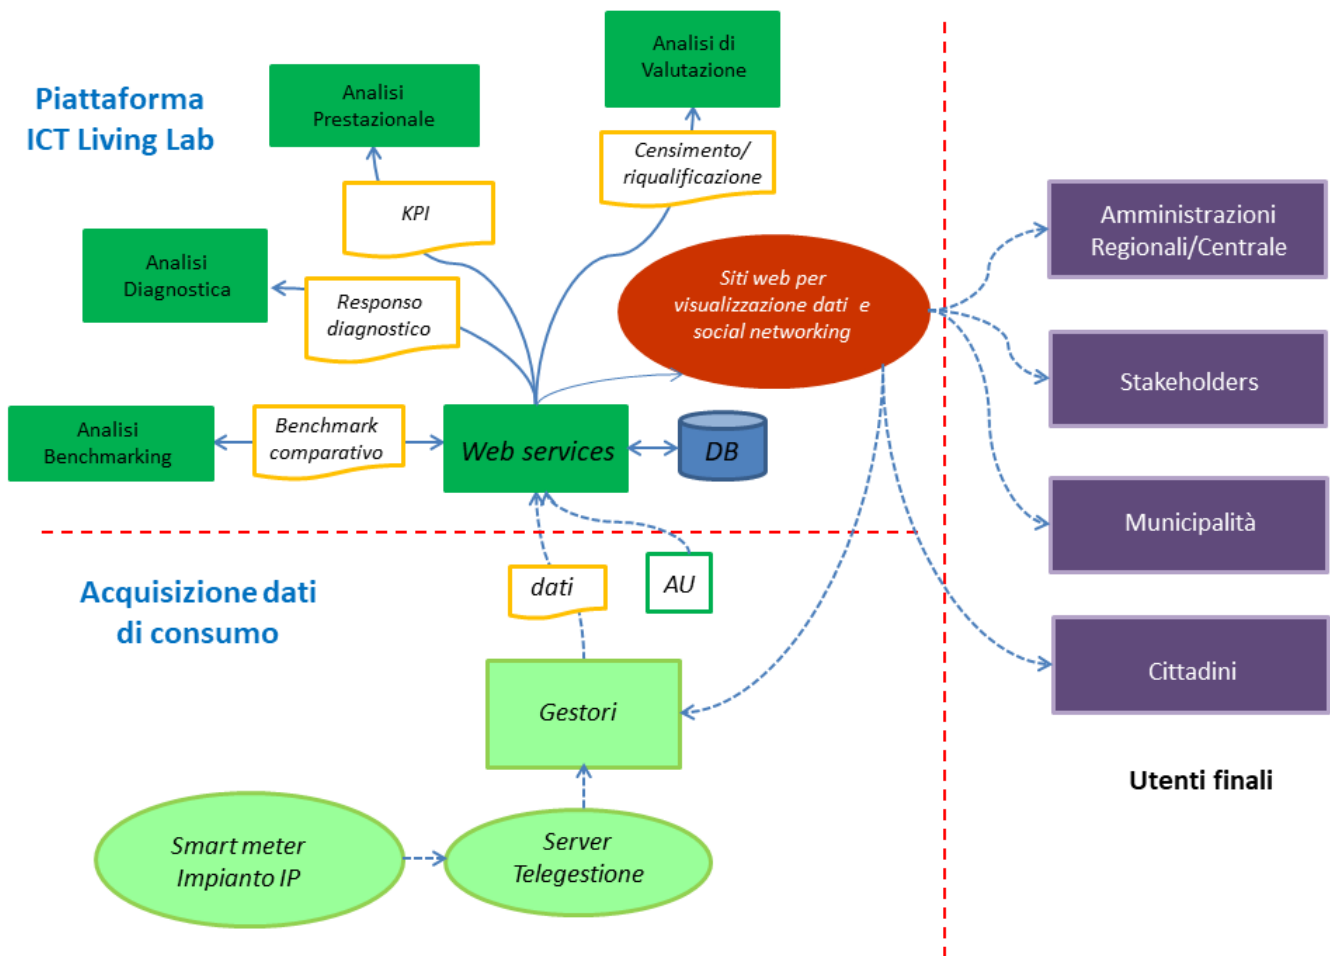 Piattaforma
ICT Living Lab
Analisi
Prestazionale
Analisi di
Valutazione
KPI
Censimento/
riqualificazione
Analisi
Diagnostica
Responso
diagnostico
Siti web per
visualizzazione dati e
social networking
Analisi
Benchmarking
Benchmark
comparativo
Web services
DB
Acquisizione dati
di consumo
dati
AU
Gestori
Smart meter
Impianto IP
Server
Telegestione
Amministrazioni
Regionali/Centrale
Stakeholders
Municipalità
Cittadini
Utenti finali